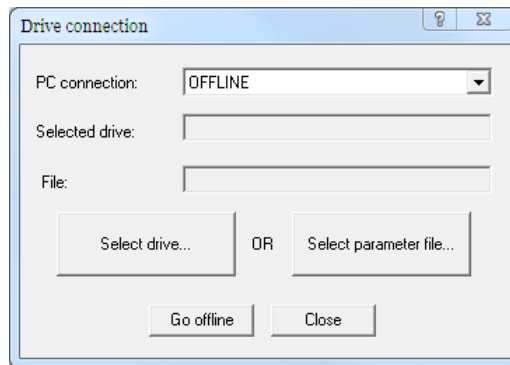 Drive connection
PC connection: OFFLINE
Selected drive:
File:
Select drive... OR Select parameter file...
Go offline Close